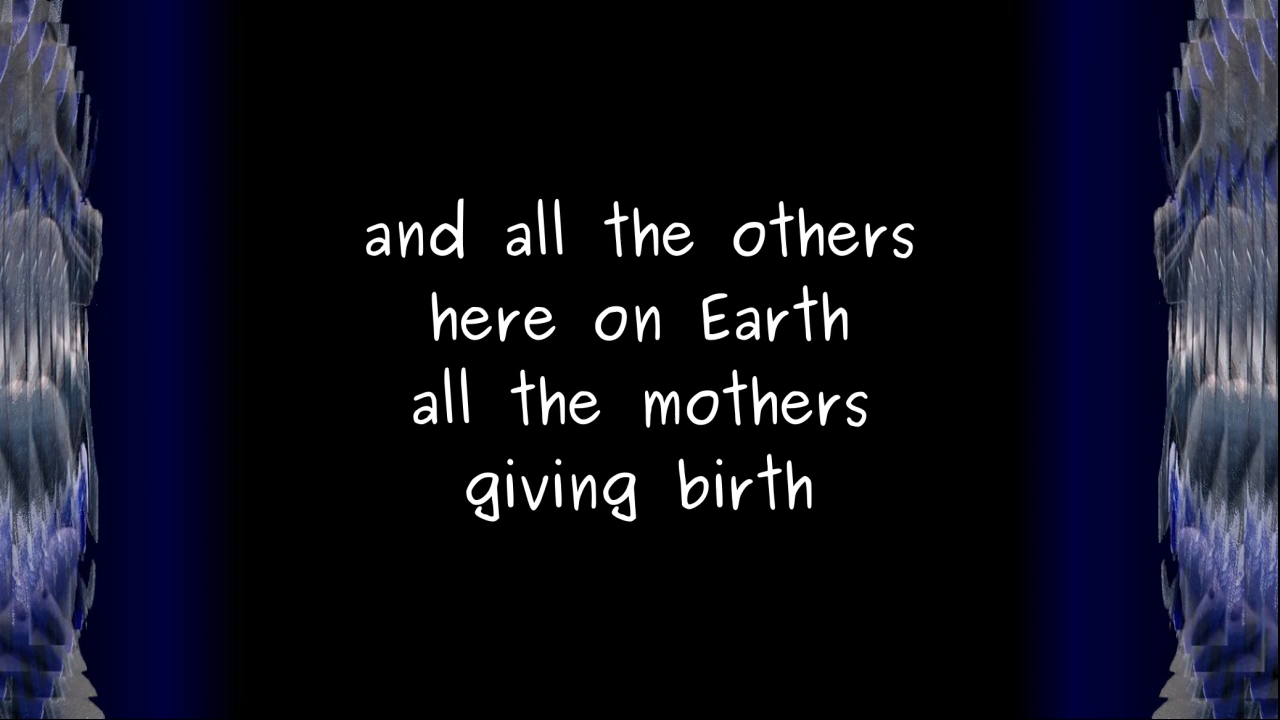 and all the others
here on Earth
all the mothers
giving birth